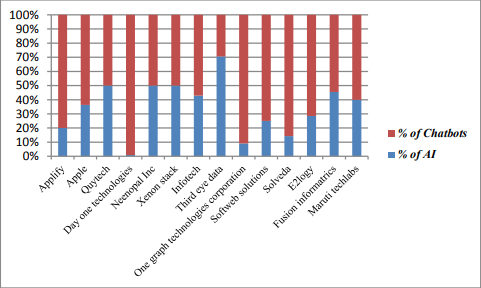 100%
90%
80%
70%
60%
50%
40%
30%
20%
10%
0%
Applify
Apple
Quytech
Day one technologies
Neenopal Inc
Xenon stack
Infotech
Third eye data
One graph technologies corporation
Softweb solutions
Solveda
E2logy
Fusion informatrics
Maruti techlabs
% of Chatbots
% of AI